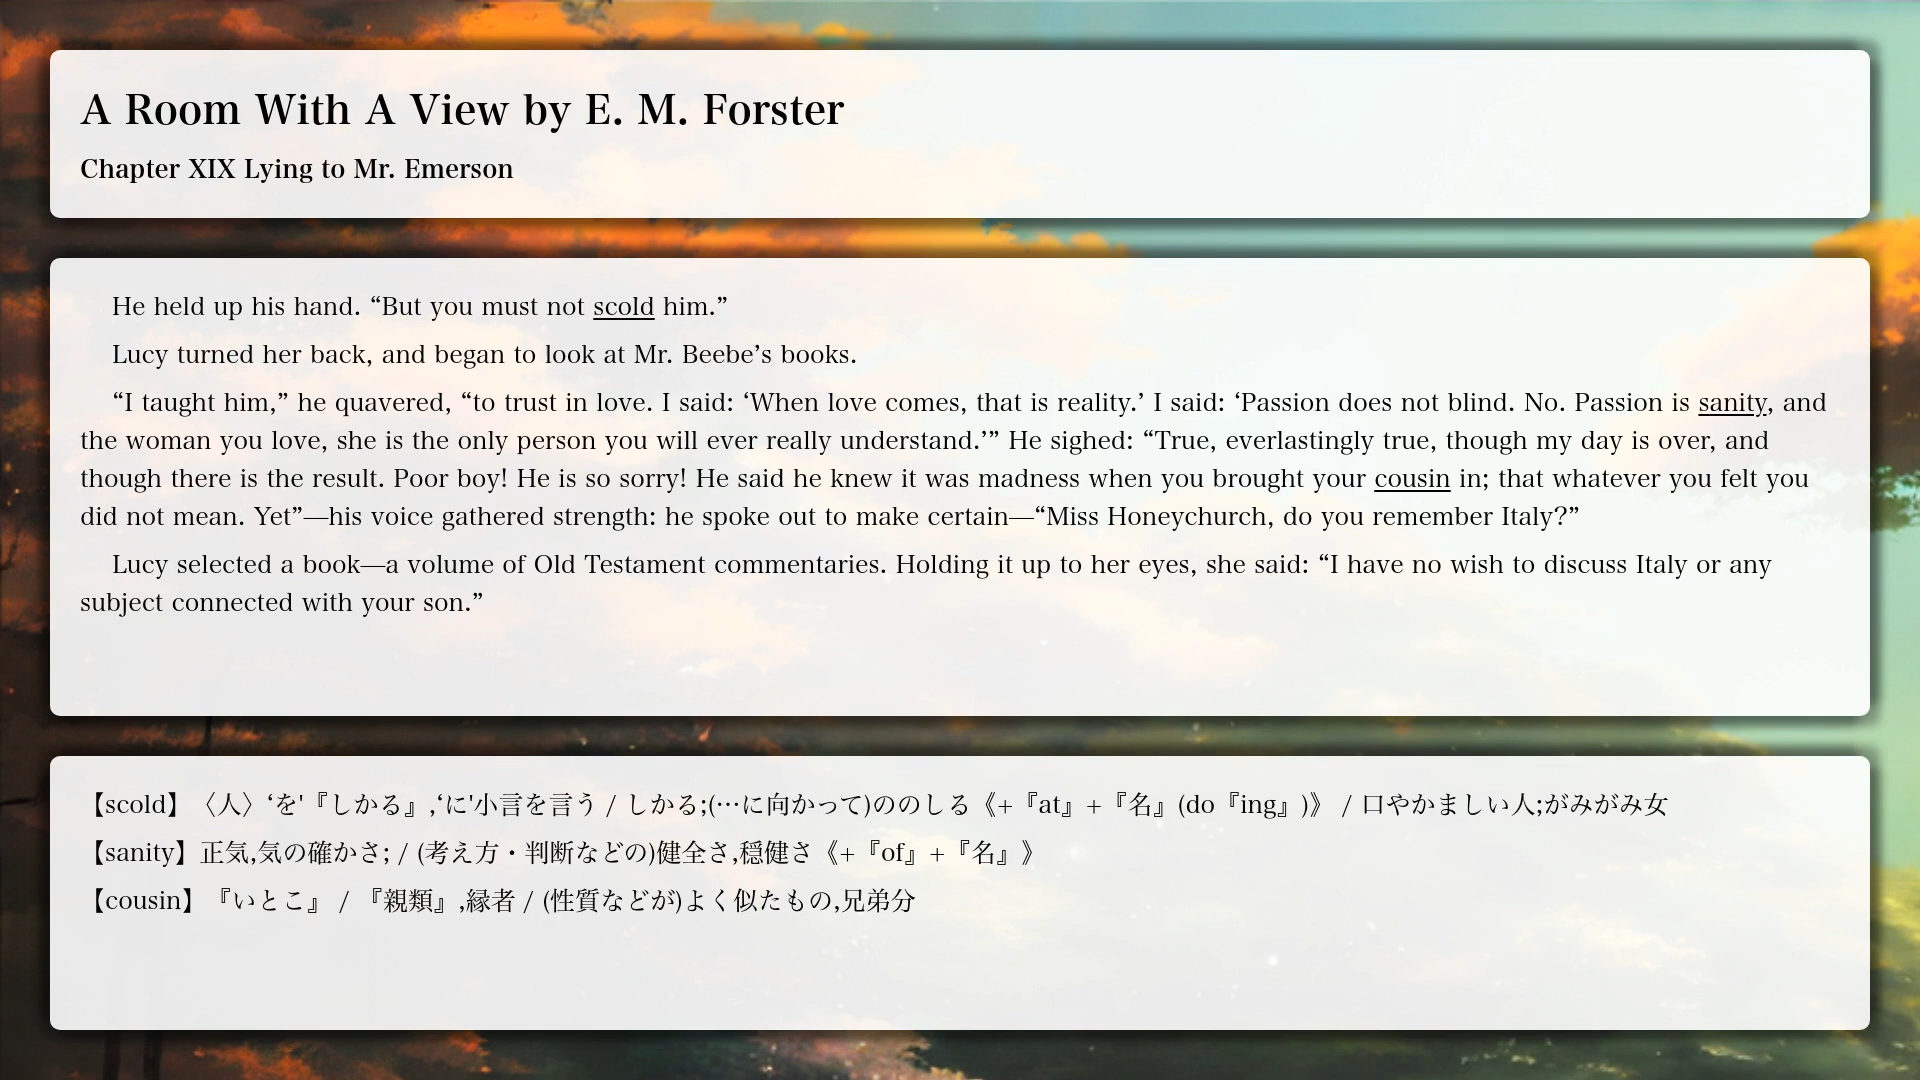 A Room With A View by E. M. Forster
Chapter XIX Lying to Mr. Emerson
He held up his hand. “But you must not scold him.”
Lucy turned her back, and began to look at Mr. Beebe’s books.
“I taught him,” he quavered, “to trust in love. I said: ‘When love comes, that is reality.’ I said: ‘Passion does not blind. No. Passion is sanity, and
the woman you love, she is the only person you will ever really understand.’” He sighed: “True, everlastingly true, though my day is over, and
though there is the result. Poor boy! He is so sorry! He said he knew it was madness when you brought your cousin in; that whatever you felt you
did not mean. Yet”—his voice gathered strength: he spoke out to make certain—“Miss Honeychurch, do you remember Italy?”
Lucy selected a book—a volume of Old Testament commentaries. Holding it up to her eyes, she said: “I have no wish to discuss Italy or any
subject connected with your son.”
【scold】〈人〉‘を'『しかる』,‘に'小言を言う / しかる;(…に向かって)ののしる《+『at』+『名』(do『ing』)》 / 口やかましい人;がみがみ女
【sanity】正気,気の確かさ; / (考え方・判断などの)健全さ,穏健さ《+『of』+『名』》
【cousin】『いとこ』 / 『親類』,縁者 / (性質などが)よく似たもの,兄弟分